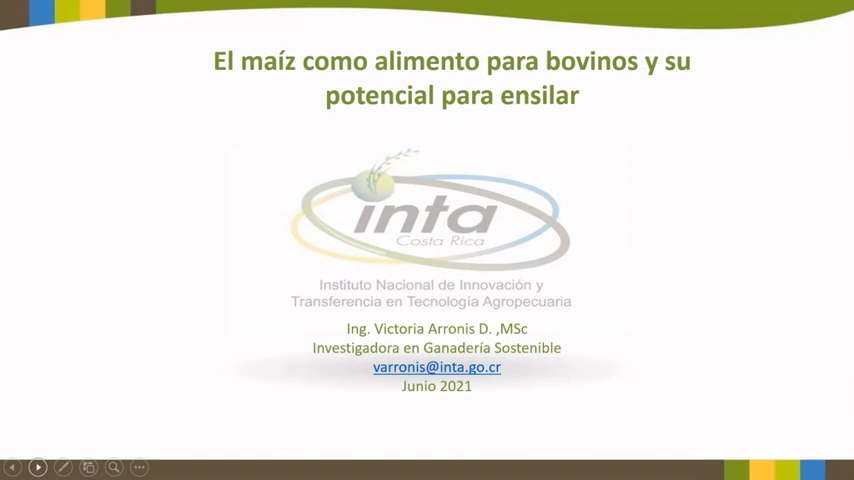 El maíz como alimento para bovinos y su
potencial para ensilar
inta
Costa Rica
Instituto Nacional de Innovación y
Transferencia en Tecnología Agropecuaria
Ing. Victoria Arronis D. ,MSc
Investigadora en Ganadería Sostenible
varronis@inta.go.cr
Junio 2021